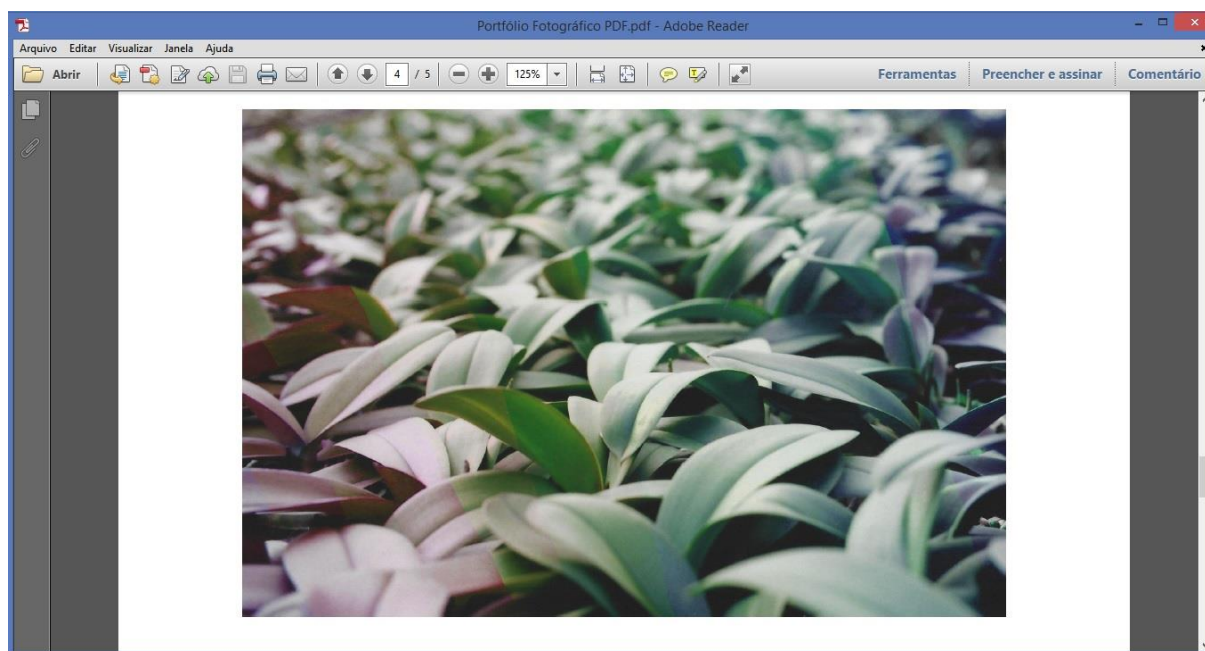 Portfólio Fotográfico PDF.pdf - Adobe Reader
Arquivo Editar Visualizar Janela Ajuda
Abrir 4 / 5 125% Ferramentas Preencher e assinar Comentário